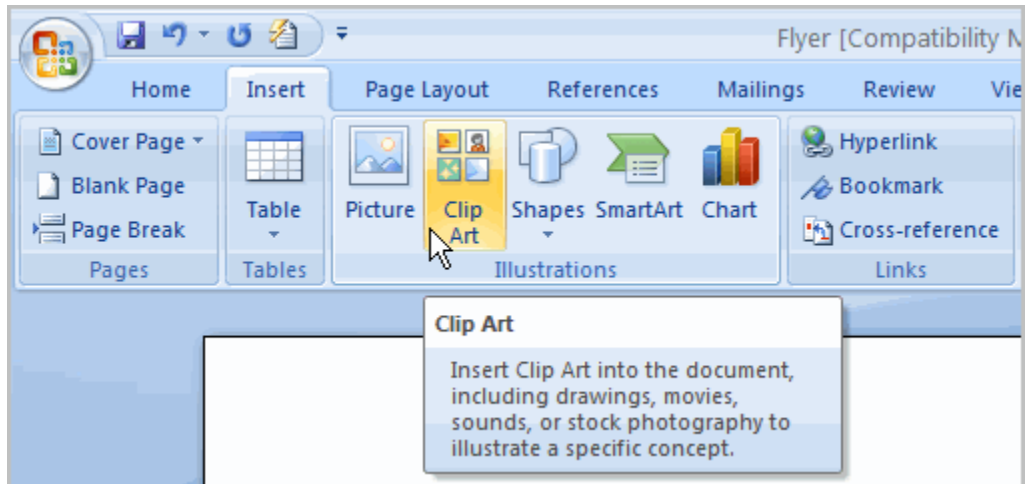 Flyer [Compatibility M
Home Insert Page Layout References Mailings Review Vie
Cover Page
Blank Page
Page Break
Pages
Table
Tables
Picture
Clip
Art
Shapes
SmartArt
Chart
Illustrations
Hyperlink
Bookmark
Cross-reference
Links
Clip Art
Insert Clip Art into the document,
including drawings, movies,
sounds, or stock photography to
illustrate a specific concept.